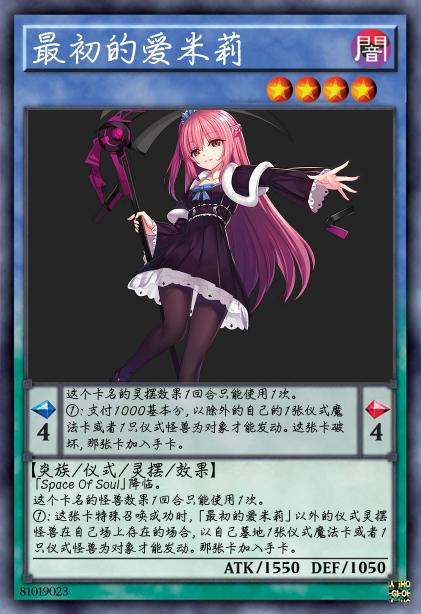 最初的爱米莉
闇
这个卡名的灵摆效果1回合只能使用1次。
①：支付1000基本分，以除外的自己的1张仪式魔
法卡或者1只仪式怪兽为对象才能发动。这张卡破
坏，那张卡加入手卡。
4
4
【炎族/仪式/灵摆/效果】
「Space Of Soul」降临。
这个卡名的怪兽效果1回合只能使用1次。
①：这张卡特殊召唤成功时，「最初的爱米莉」以外的仪式灵摆
怪兽在自己场上存在的场合，以自己墓地1张仪式魔法卡或者1
只仪式怪兽为对象才能发动。那张卡加入手卡。
ATK/1550 DEF/1050
81019023